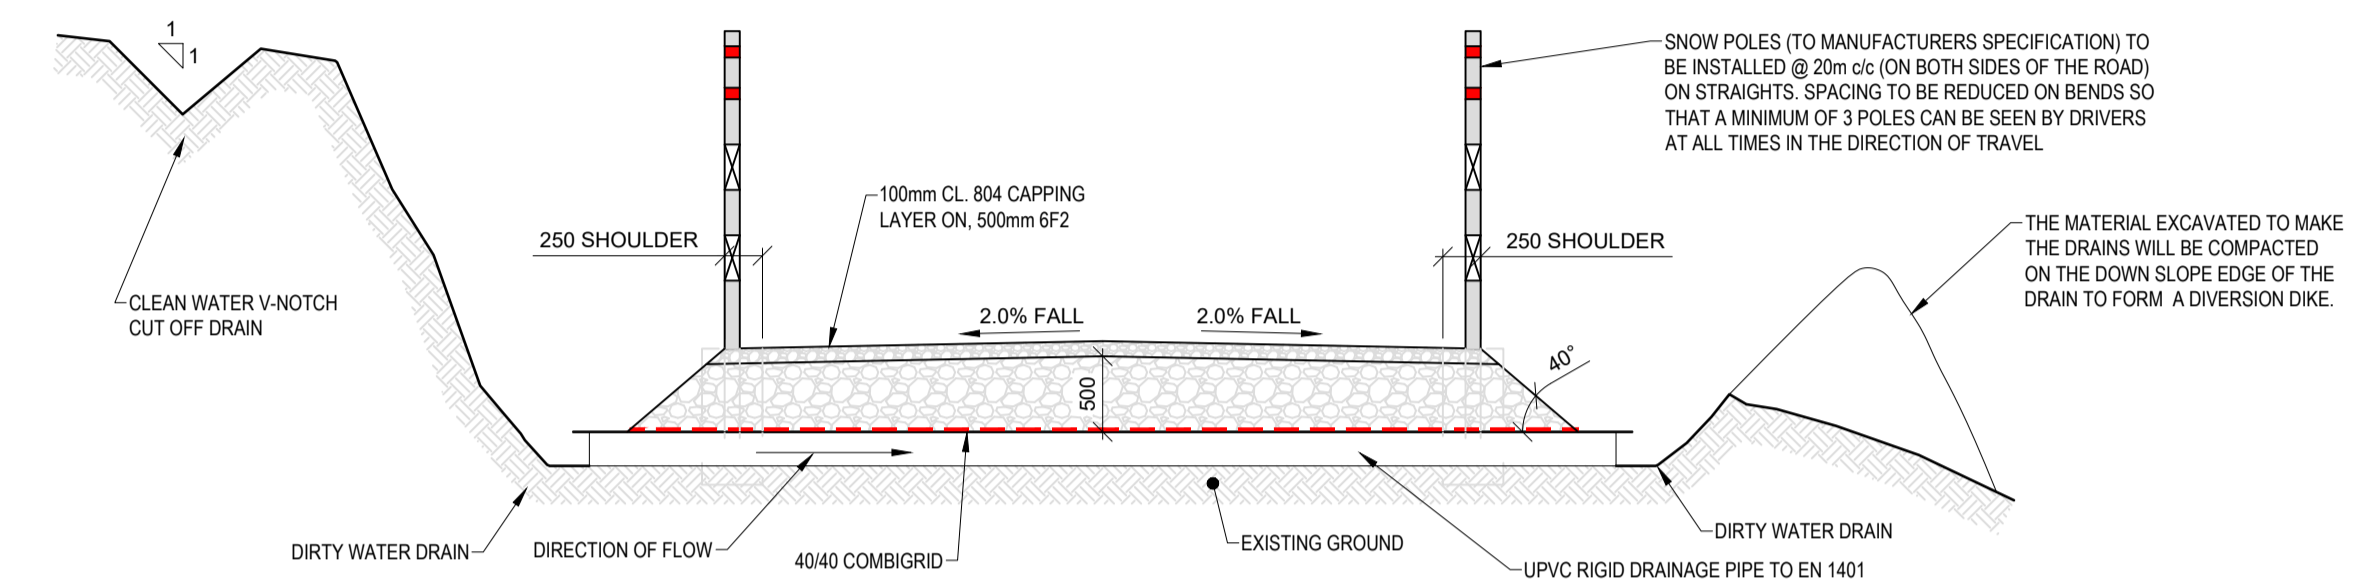 1
1
SNOW POLES (TO MANUFACTURERS SPECIFICATION) TO
BE INSTALLED @ 20m c/c (ON BOTH SIDES OF THE ROAD)
ON STRAIGHTS. SPACING TO BE REDUCED ON BENDS SO
THAT A MINIMUM OF 3 POLES CAN BE SEEN BY DRIVERS
AT ALL TIMES IN THE DIRECTION OF TRAVEL
100mm CL. 804 CAPPING
LAYER ON, 500mm 6F2
THE MATERIAL EXCAVATED TO MAKE
THE DRAINS WILL BE COMPACTED
ON THE DOWN SLOPE EDGE OF THE
DRAIN TO FORM A DIVERSION DIKE.
250 SHOULDER
250 SHOULDER
CLEAN WATER V-NOTCH
CUT OFF DRAIN
2.0% FALL
2.0% FALL
40°
500
DIRTY WATER DRAIN
DIRECTION OF FLOW
40/40 COMBIGRID
EXISTING GROUND
DIRTY WATER DRAIN
UPVC RIGID DRAINAGE PIPE TO EN 1401